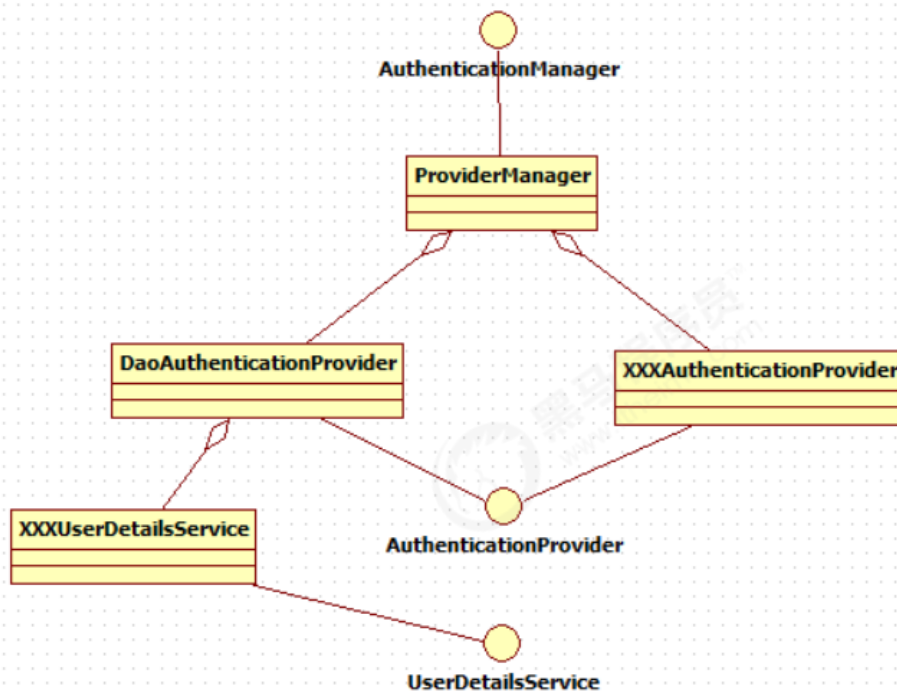 AuthenticationManager
ProviderManager
DaoAuthenticationProvider
XXXAuthenticationProvider
XXXUserDetailsService
AuthenticationProvider
UserDetailsService